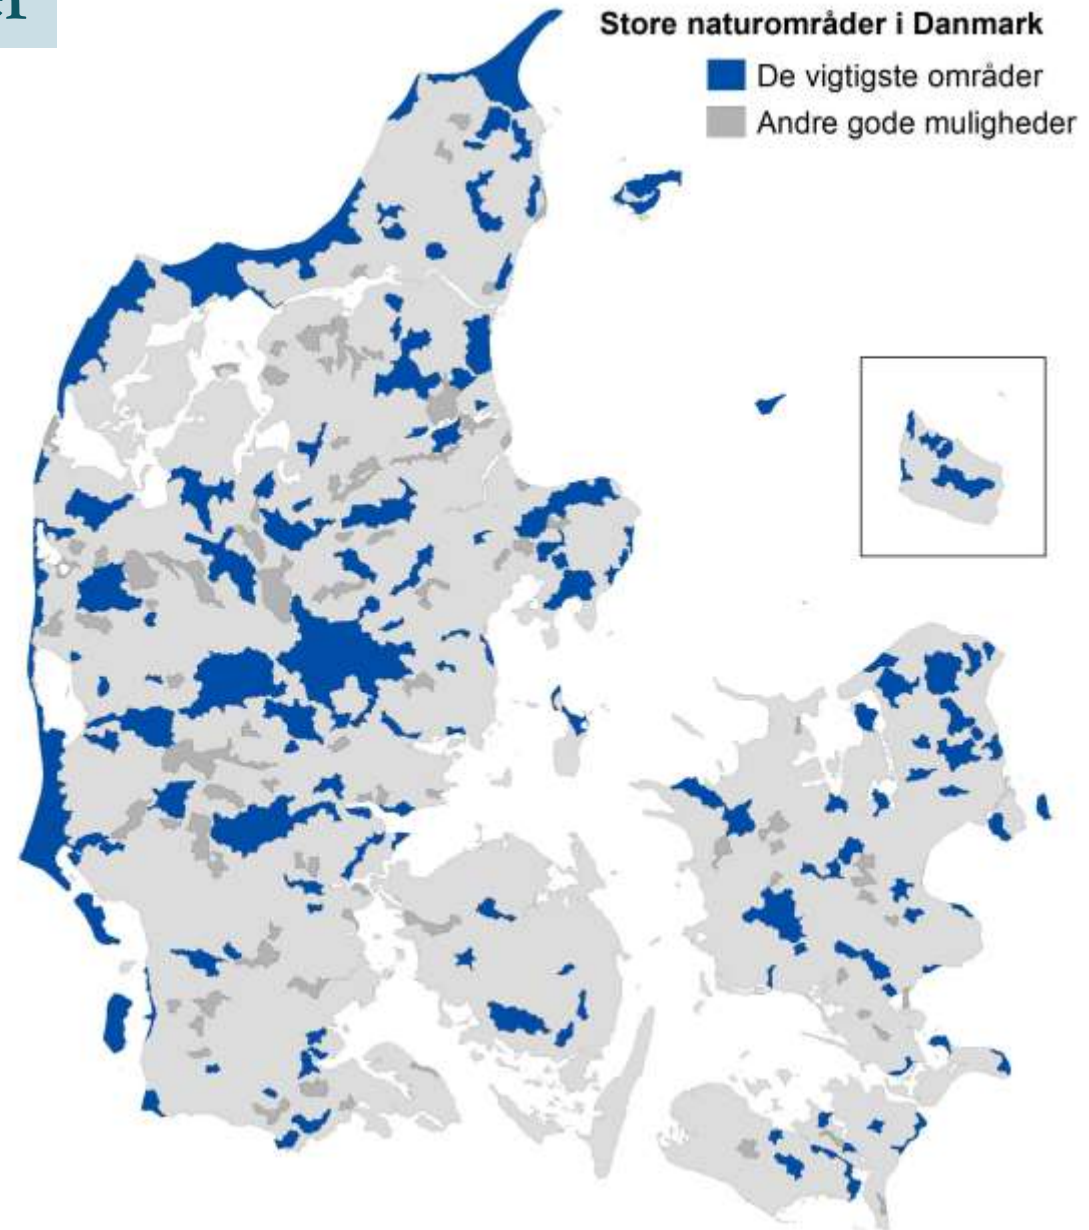 Store naturområder i Danmark
De vigtigste områder
Andre gode muligheder